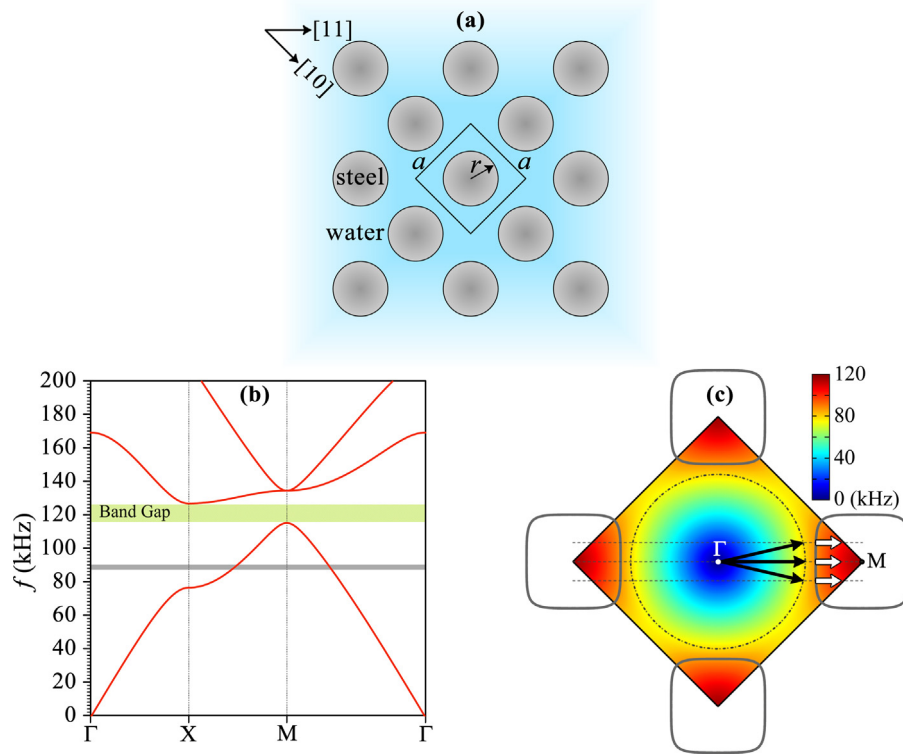 (a)
[11]
[10]
a
r
a
steel
water
(b)
200
180
160
140
120
100
80
60
40
20
0
f (kHz)
Band Gap
Γ
X
M
Γ
(c)
120
80
40
0 (kHz)
Γ
M